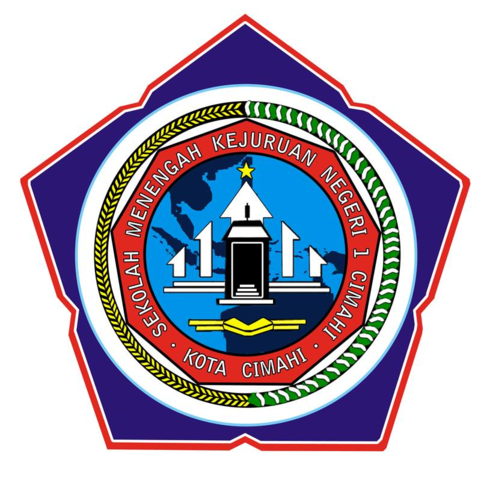 SEKOLAH MENENGAH KEJURUAN NEGERI 1 CIMAHI
· KOTA CIMAHI ·